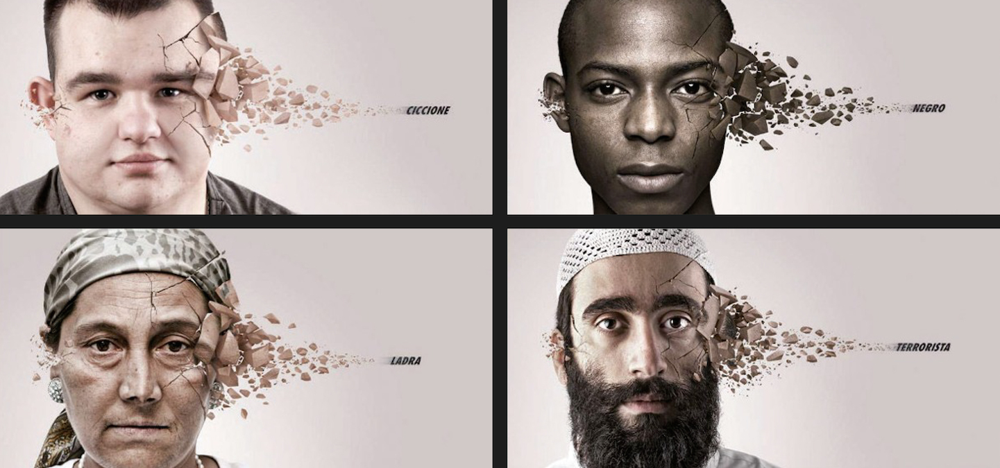 CICCIONE
NEGRO
LADRA
TERRORISTA